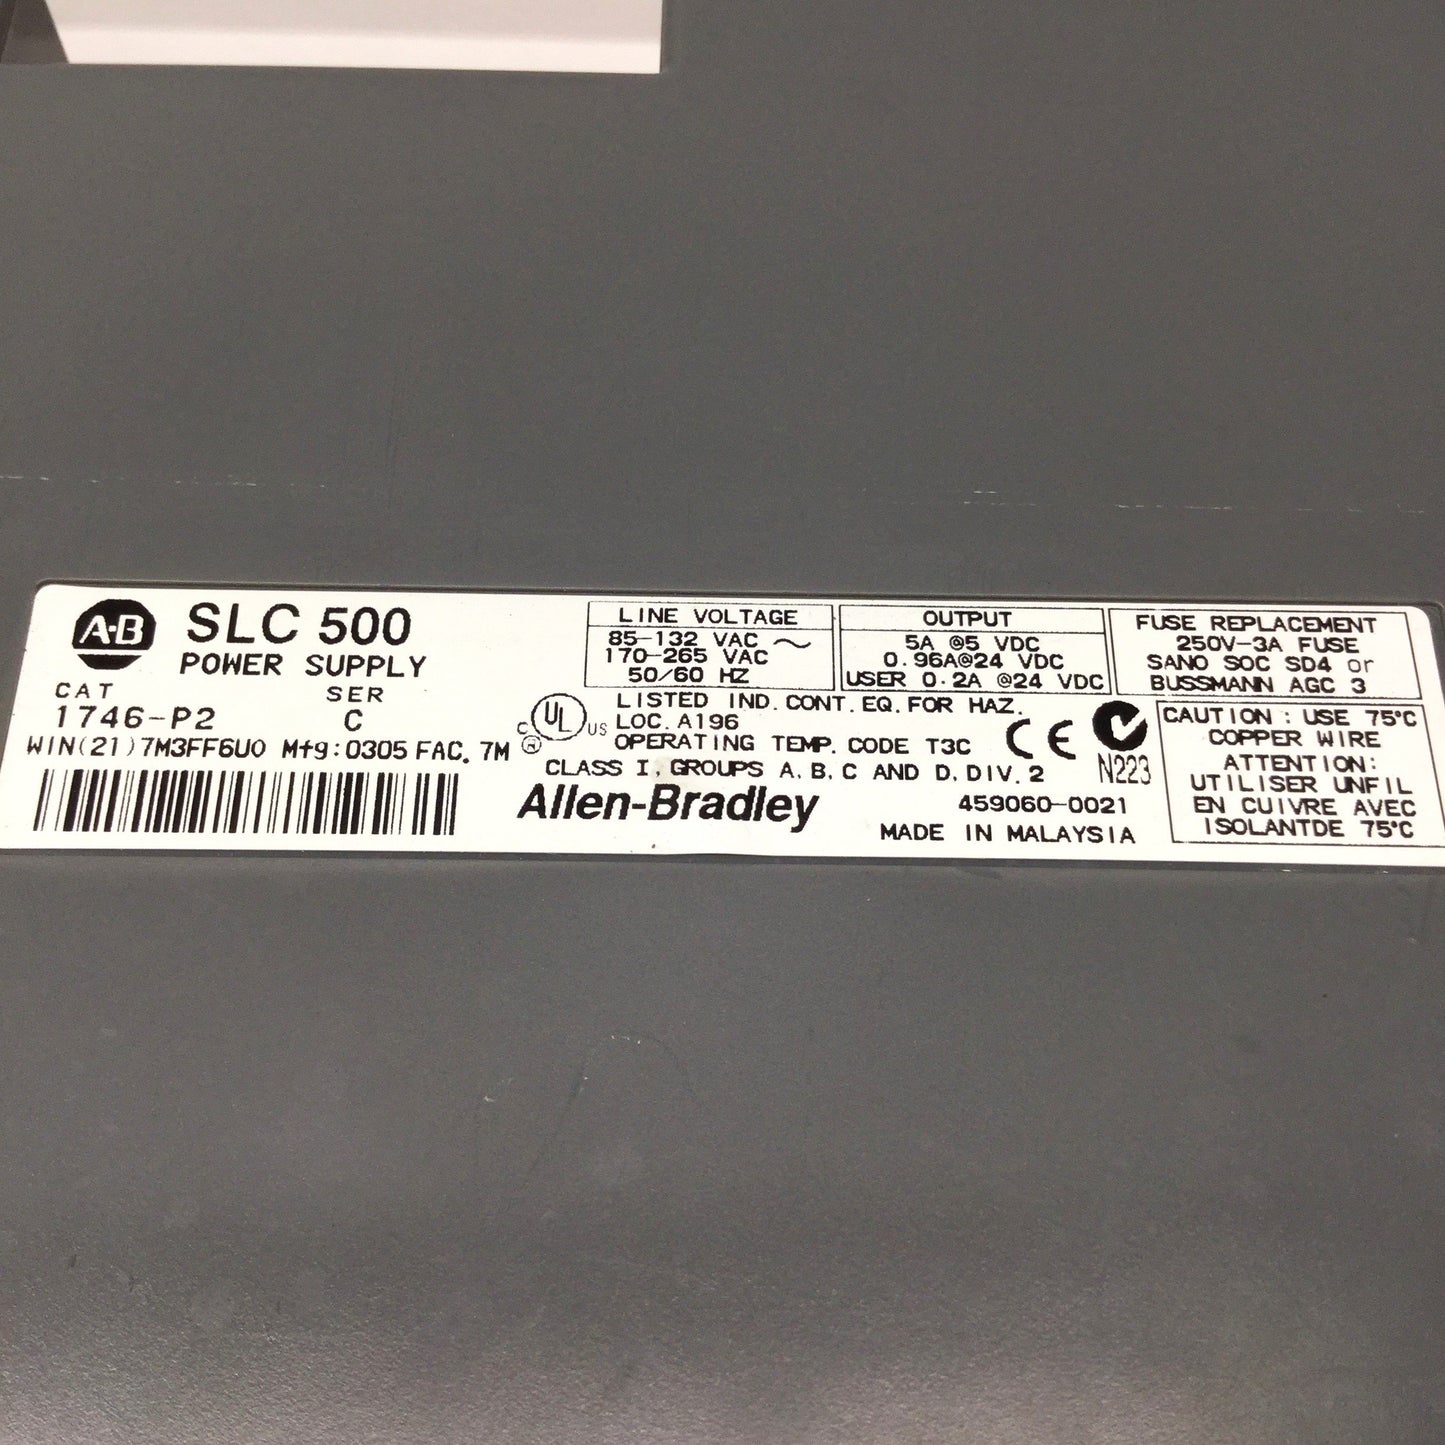 A-B
SLC 500
POWER SUPPLY
CAT SER
1746-P2 C
WIN(21)7M3FF6U0 Mfg:0305 FAC. 7M
LINE VOLTAGE
85-132 VAC ~
170-265 VAC
50/60 HZ
OUTPUT
5A @5 VDC
0.96A@24 VDC
USER 0.2A @24 VDC
FUSE REPLACEMENT
250V-3A FUSE
SANO SOC SD4 or
BUSSMANN AGC 3
C UL US ®
LISTED IND. CONT. EQ. FOR HAZ.
LOC. A196
OPERATING TEMP. CODE T3C
CLASS I, GROUPS A, B, C AND D, DIV. 2
CE
N223
Allen-Bradley
459060-0021
MADE IN MALAYSIA
CAUTION : USE 75°C
COPPER WIRE
ATTENTION:
UTILISER UNFIL
EN CUIVRE AVEC
ISOLANTDE 75°C